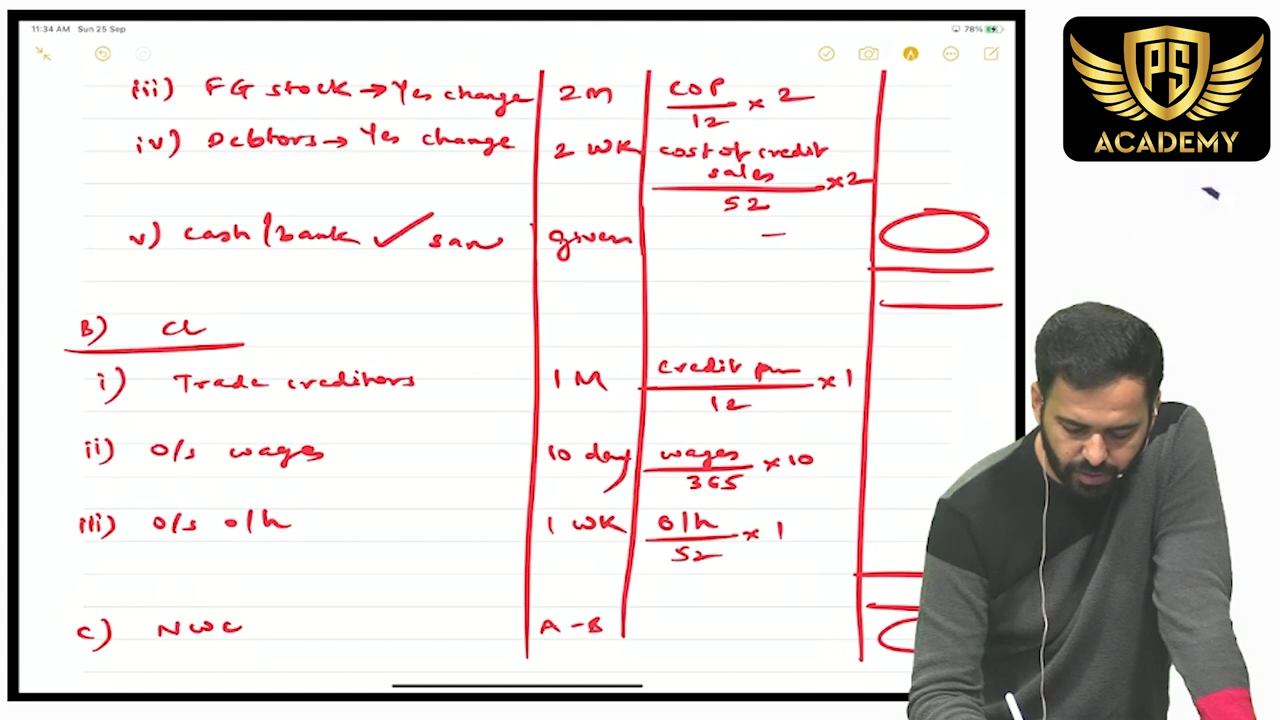 11:34 AM Sun 25 Sep
78%
PS
ACADEMY
iii) FG stock → Yes change 2M COP/12 × 2
iv) Debtors → Yes change 2 WK cost of credit sales/52 × 2
v) cash/bank ✓ same given —
B) CL
i) Trade creditors 1 M credit pur/12 × 1
ii) o/s wages 10 days wages/365 × 10
iii) o/s o/h 1 WK o/h/52 × 1
C) NWC A - B